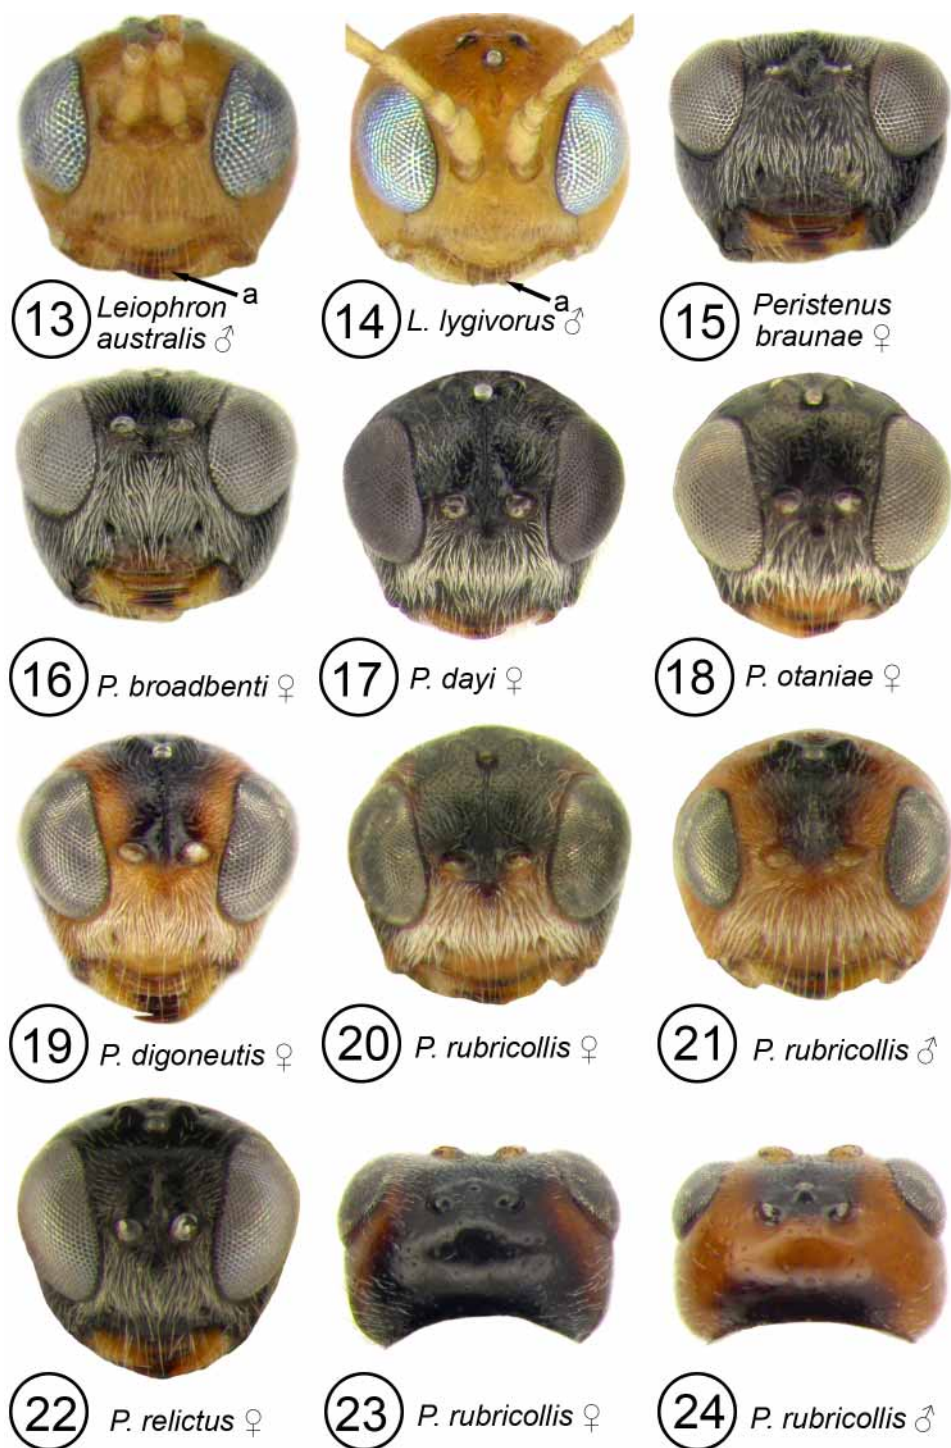 a
a
13 Leiophron
australis ♂
14 L. lygivorus ♂
15 Peristenus
braunae ♀
16 P. broadbenti ♀
17 P. dayi ♀
18 P. otaniae ♀
19 P. digoneutis ♀
20 P. rubricollis ♀
21 P. rubricollis ♂
22 P. relictus ♀
23 P. rubricollis ♀
24 P. rubricollis ♂